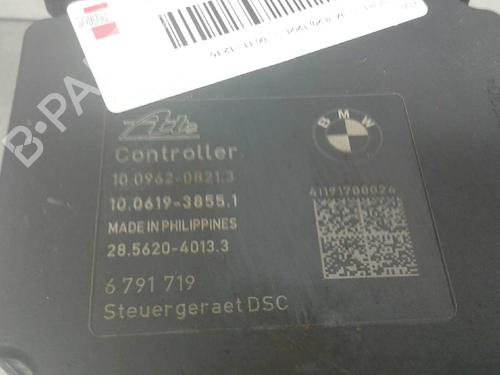 Ate
BMW
Controller
10.0962-0821.3
10.0619-3855.1
MADE IN PHILIPPINES
28.5620-4013.3
41191700024
6 791 719
Steuergeraet DSC
B-PA